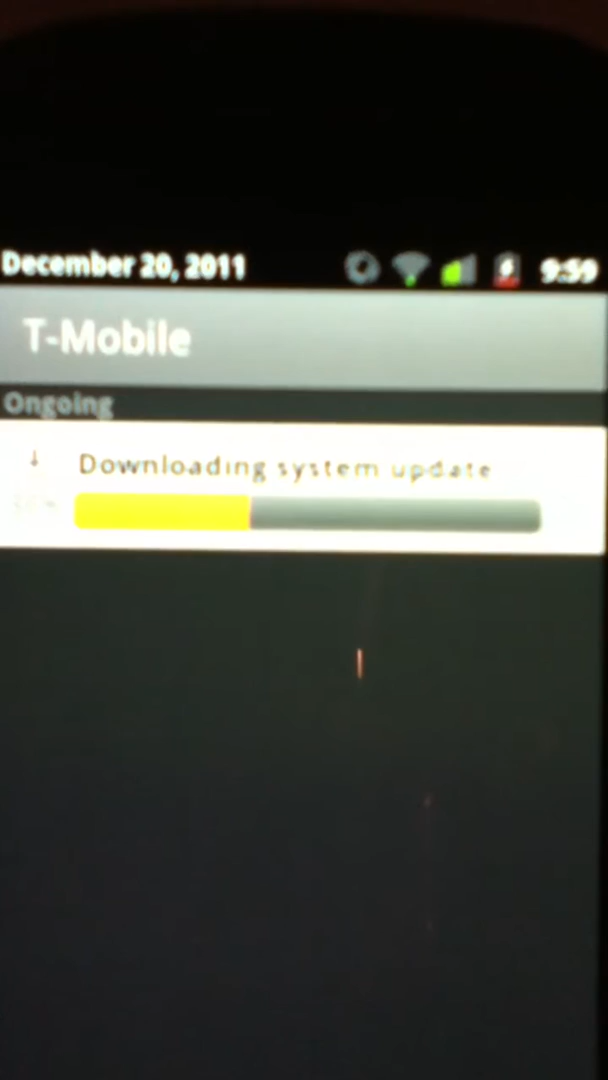 December 20, 2011 9:59
T-Mobile
Ongoing
Downloading system update